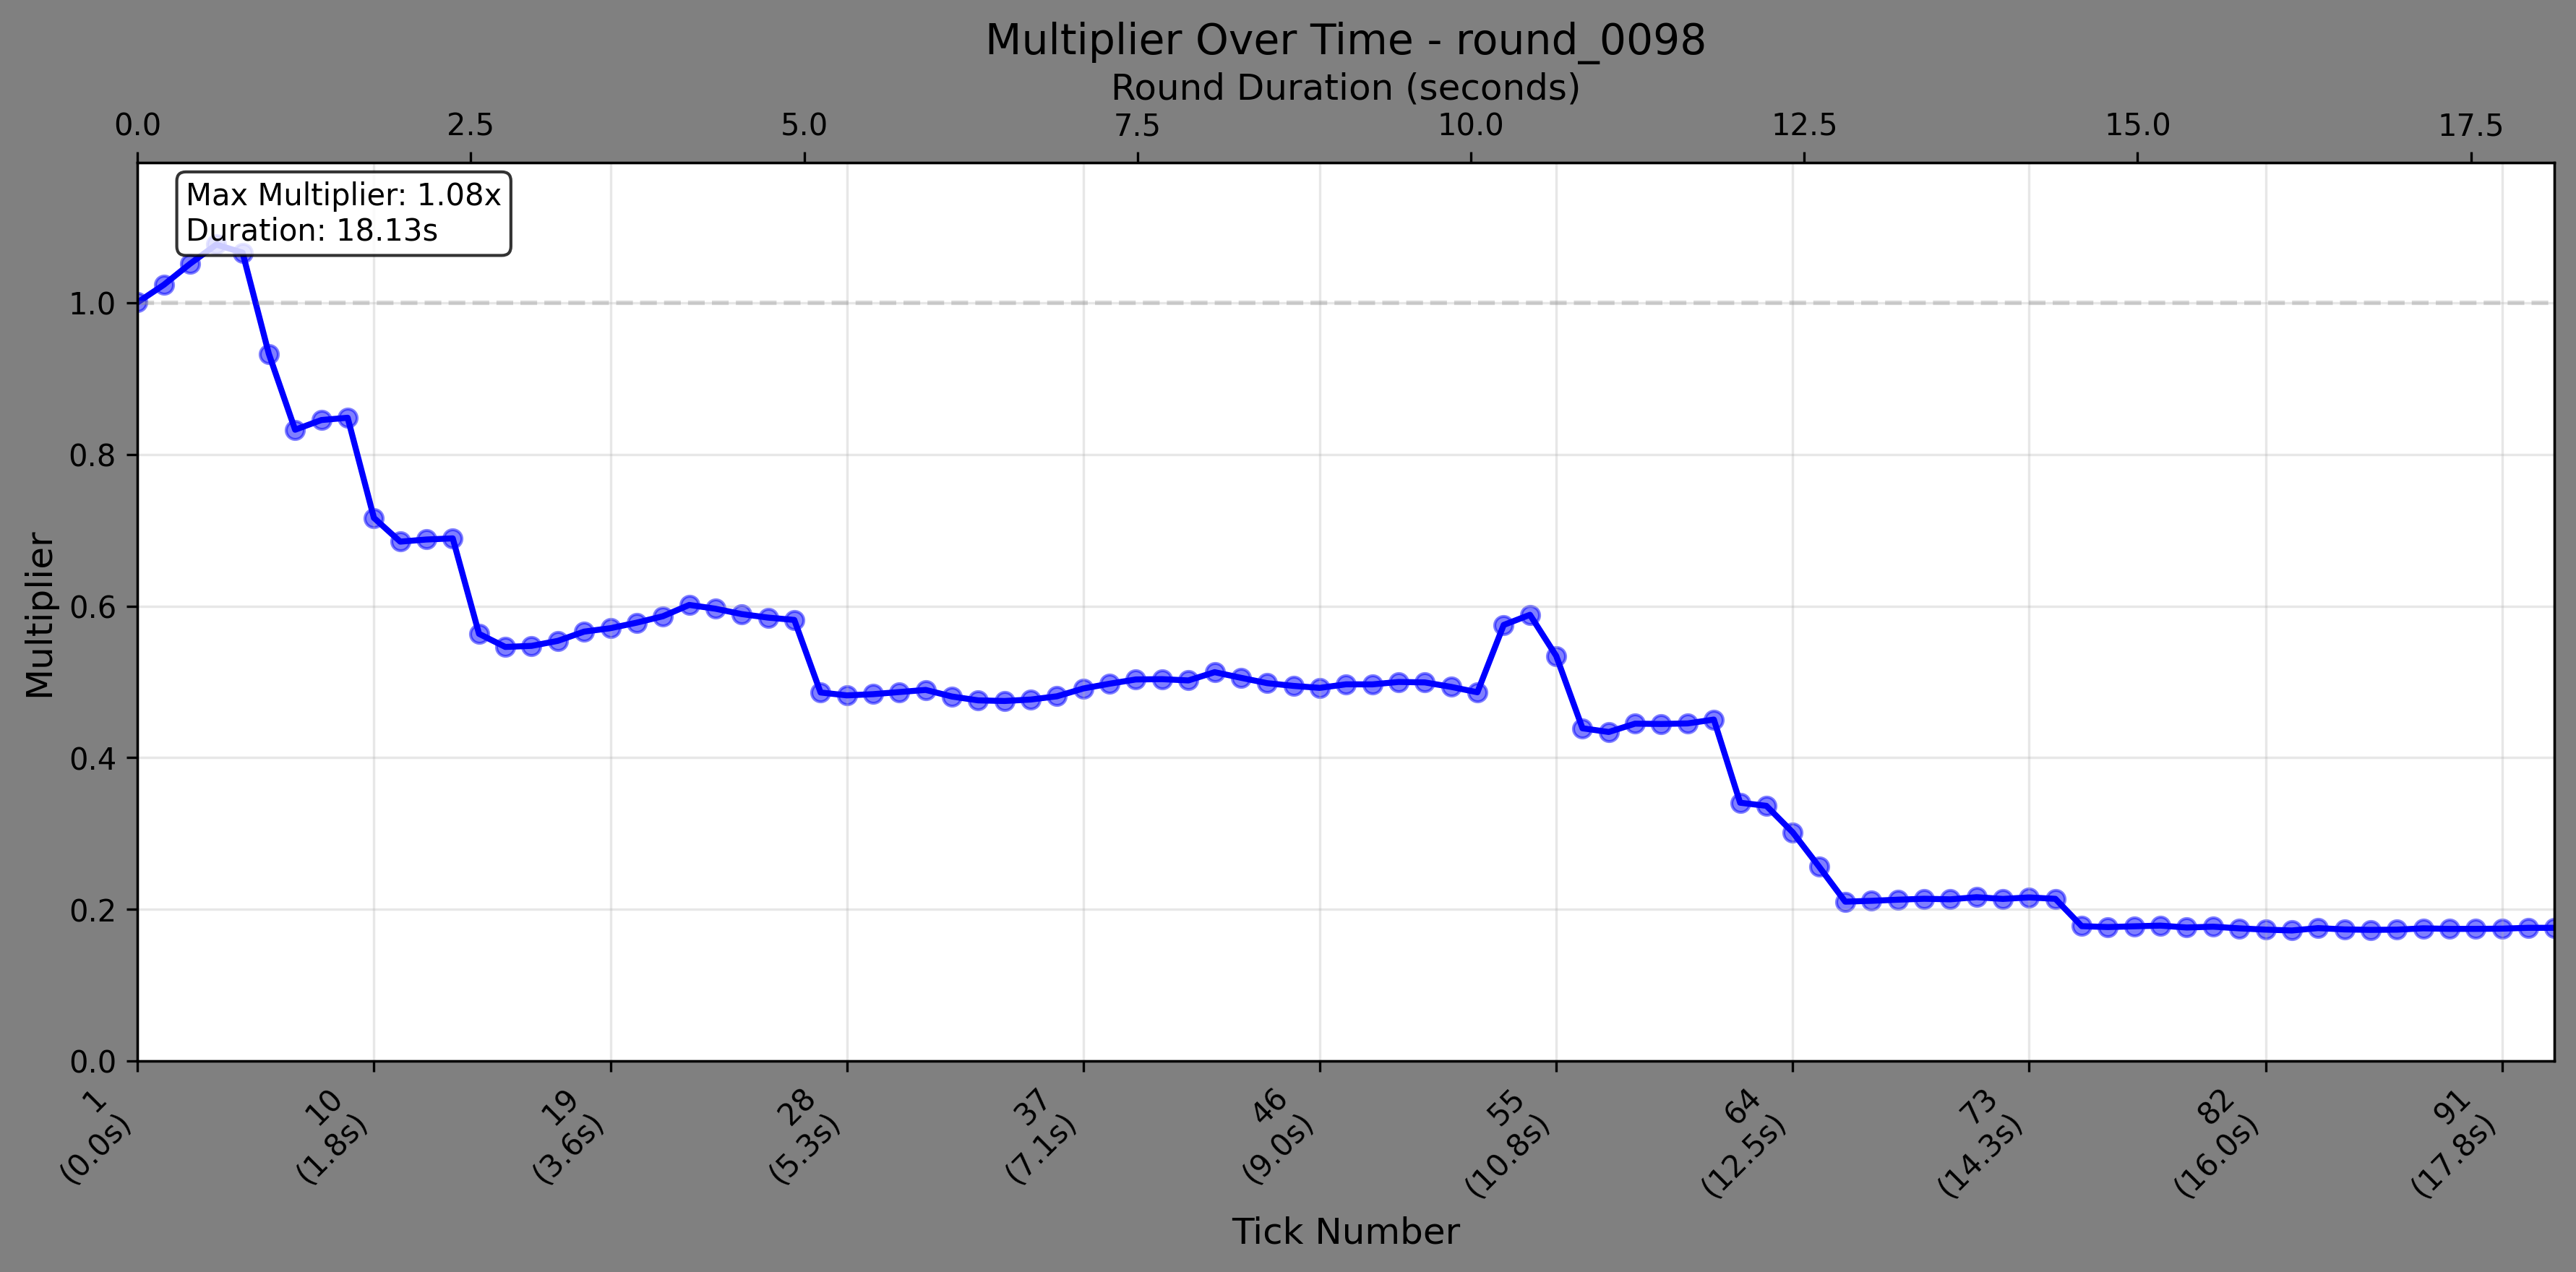 Multiplier Over Time - round_0098
Round Duration (seconds)
0.0 2.5 5.0 7.5 10.0 12.5 15.0 17.5
Max Multiplier: 1.08x
Duration: 18.13s
Multiplier
1.0
0.8
0.6
0.4
0.2
0.0
1
(0.0s)
10
(1.8s)
19
(3.6s)
28
(5.3s)
37
(7.1s)
46
(9.0s)
55
(10.8s)
64
(12.5s)
73
(14.3s)
82
(16.0s)
91
(17.8s)
Tick Number